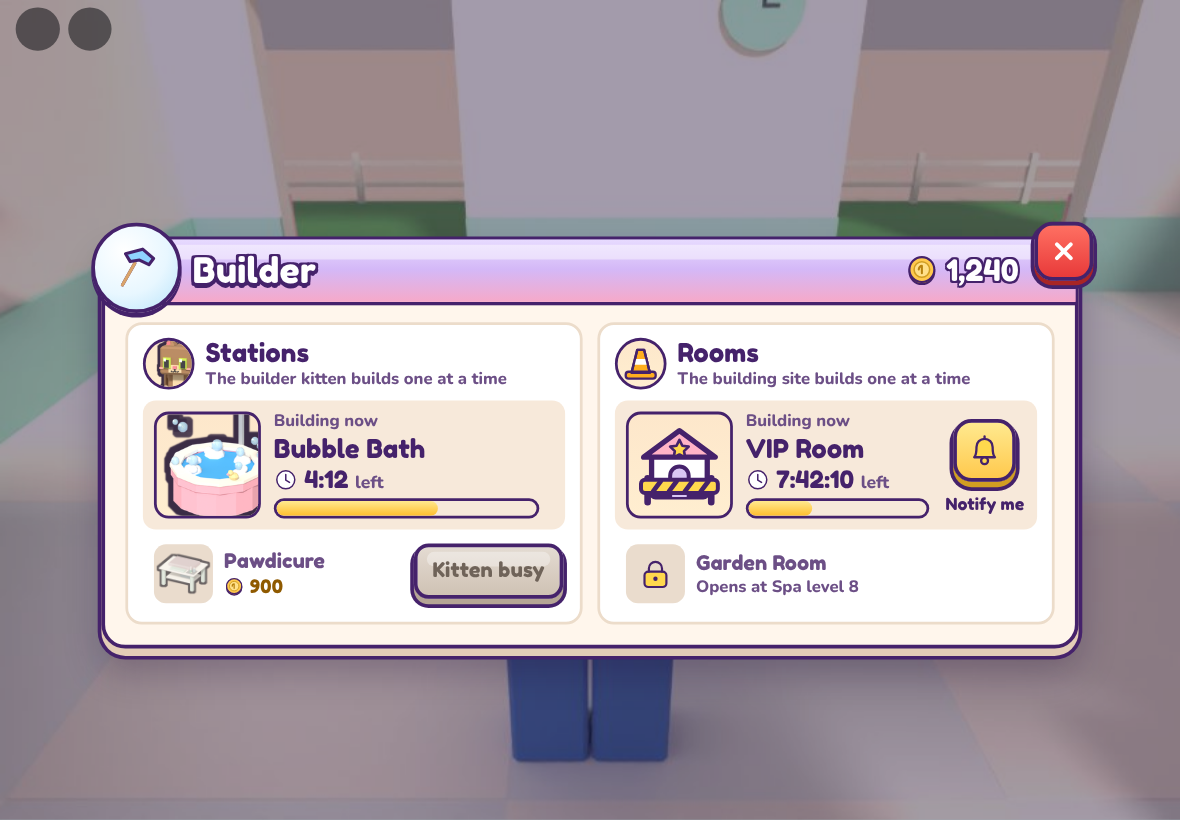 Builder
1,240
Stations
The builder kitten builds one at a time
Building now
Bubble Bath
4:12 left
Pawdicure
900
Kitten busy
Rooms
The building site builds one at a time
Building now
VIP Room
7:42:10 left
Notify me
Garden Room
Opens at Spa level 8